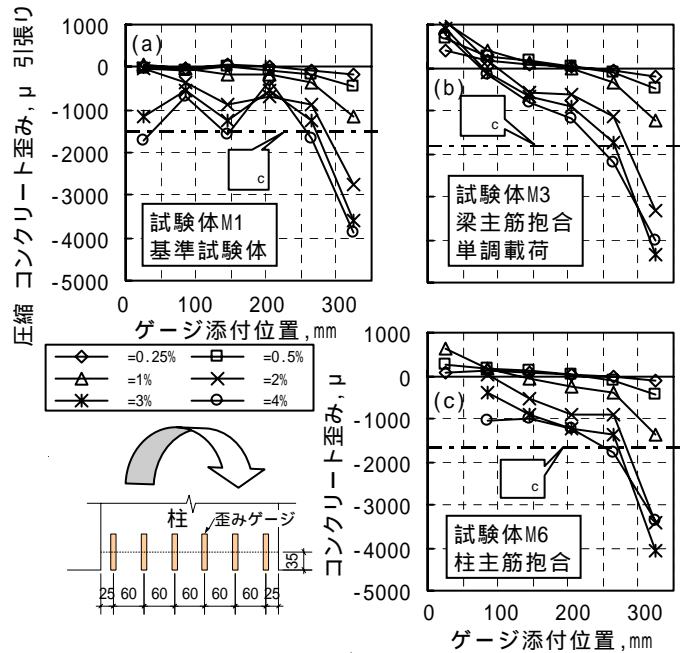 圧縮 コンクリート歪み,μ 引張り
1000
0
-1000
-2000
-3000
-4000
-5000
(a)
c
試験体M1
基準試験体
0 100 200 300
ゲージ添付位置,mm
(b)
c
試験体M3
梁主筋抱合
単調載荷
=0.25% =0.5%
=1% =2%
=3% =4%
柱
歪みゲージ
35
25 60 60 60 60 60 25
コンクリート歪み,μ
1000
0
-1000
-2000
-3000
-4000
-5000
(c)
c
試験体M6
柱主筋抱合
0 100 200 300
ゲージ添付位置,mm